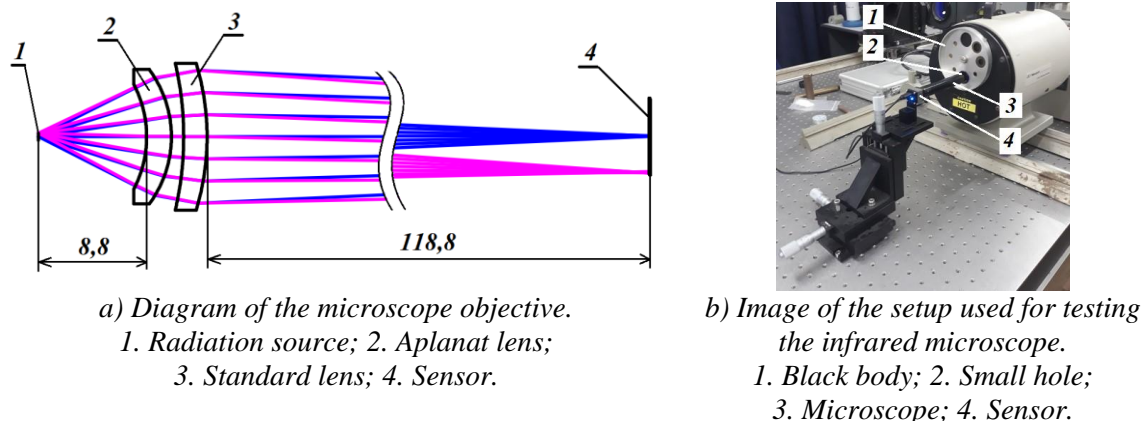 1
2
3
4
8,8
118,8
a) Diagram of the microscope objective.
1. Radiation source; 2. Aplanat lens;
3. Standard lens; 4. Sensor.
1
2
3
4
HOT
b) Image of the setup used for testing
the infrared microscope.
1. Black body; 2. Small hole;
3. Microscope; 4. Sensor.